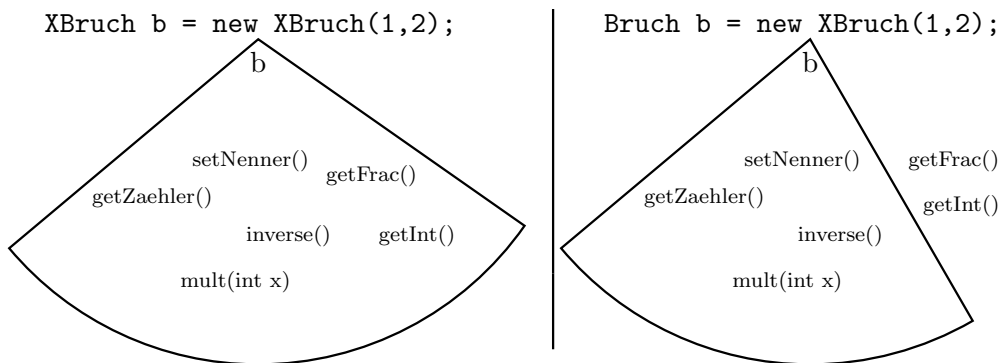 XBruch b = new XBruch(1,2);
b
setNenner()
getFrac()
getZaehler()
inverse()
getInt()
mult(int x)
Bruch b = new XBruch(1,2);
b
setNenner()
getFrac()
getZaehler()
getInt()
inverse()
mult(int x)